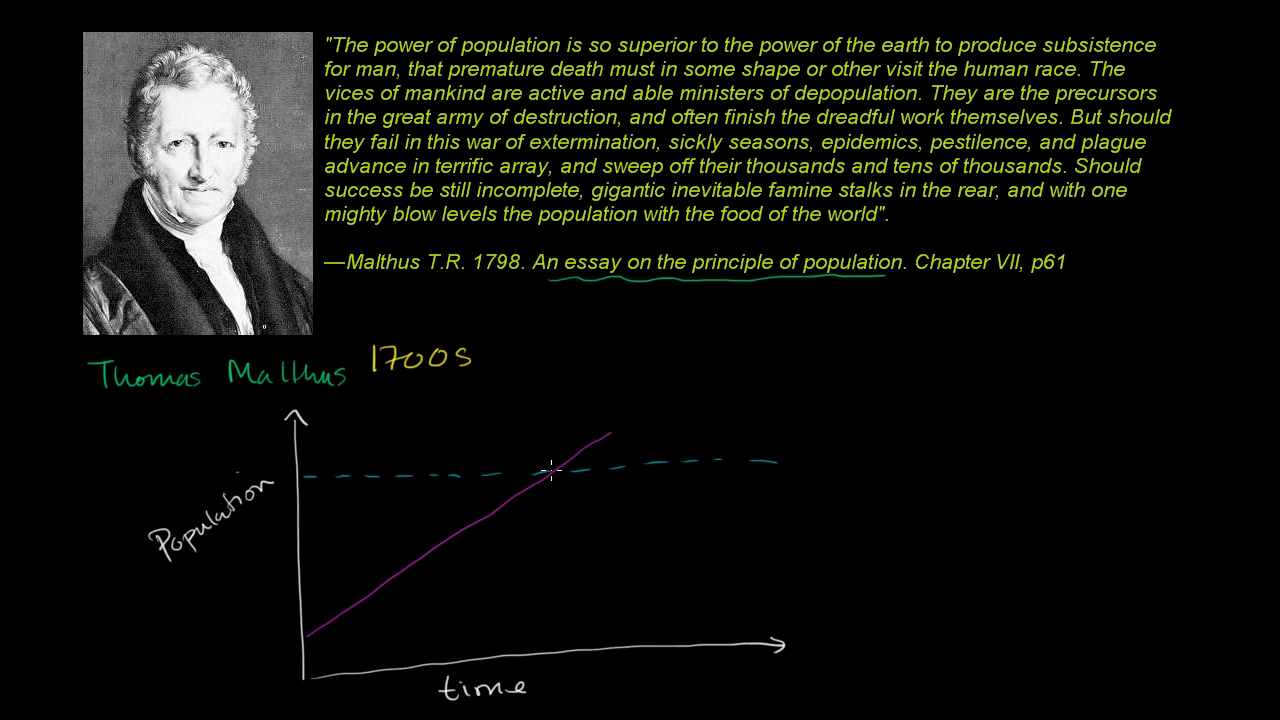 "The power of population is so superior to the power of the earth to produce subsistence
for man, that premature death must in some shape or other visit the human race. The
vices of mankind are active and able ministers of depopulation. They are the precursors
in the great army of destruction, and often finish the dreadful work themselves. But should
they fail in this war of extermination, sickly seasons, epidemics, pestilence, and plague
advance in terrific array, and sweep off their thousands and tens of thousands. Should
success be still incomplete, gigantic inevitable famine stalks in the rear, and with one
mighty blow levels the population with the food of the world".
—Malthus T.R. 1798. An essay on the principle of population. Chapter VII, p61
Thomas Malthus 1700s
Population
time